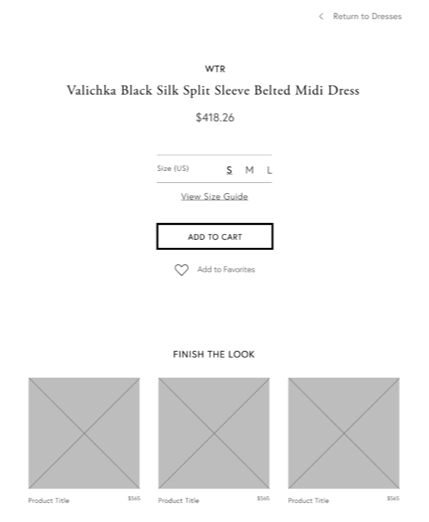 Return to Dresses
WTR
Valichka Black Silk Split Sleeve Belted Midi Dress
$418.26
Size (US) S M L
View Size Guide
ADD TO CART
Add to Favorites
FINISH THE LOOK
Product Title $565 Product Title $565 Product Title $565